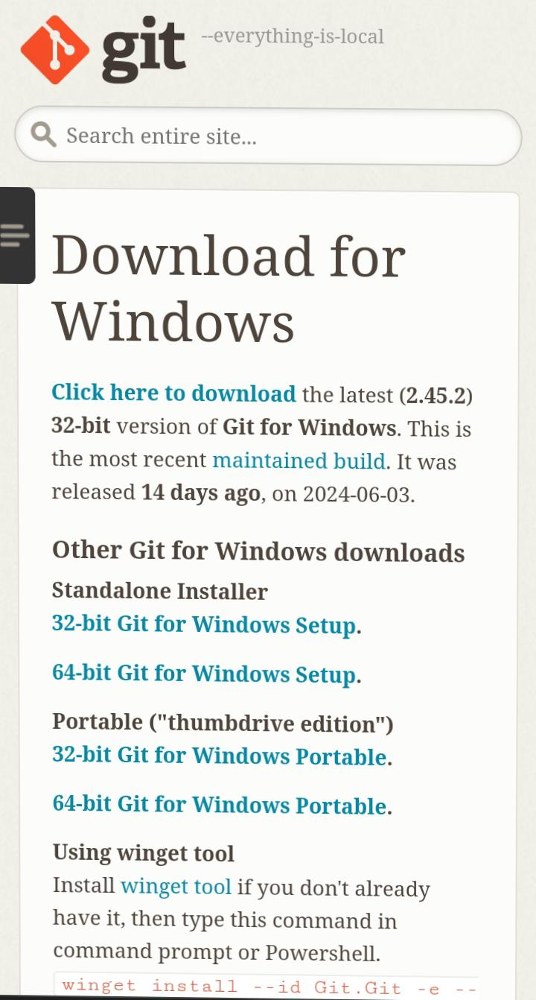 git --everything-is-local
Search entire site...
Download for
Windows
Click here to download the latest (2.45.2)
32-bit version of Git for Windows. This is
the most recent maintained build. It was
released 14 days ago, on 2024-06-03.
Other Git for Windows downloads
Standalone Installer
32-bit Git for Windows Setup.
64-bit Git for Windows Setup.
Portable ("thumbdrive edition")
32-bit Git for Windows Portable.
64-bit Git for Windows Portable.
Using winget tool
Install winget tool if you don't already
have it, then type this command in
command prompt or Powershell.
winget install --id Git.Git -e --